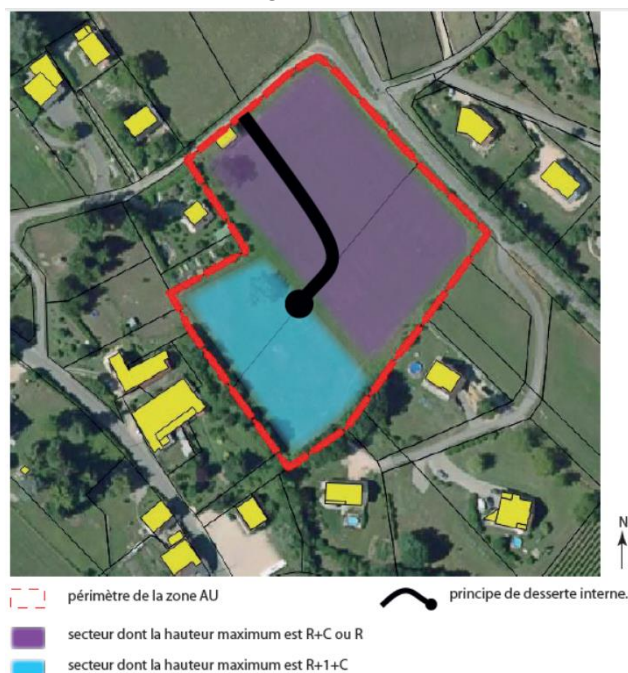 N
périmètre de la zone AU
principe de desserte interne.
secteur dont la hauteur maximum est R+C ou R
secteur dont la hauteur maximum est R+1+C